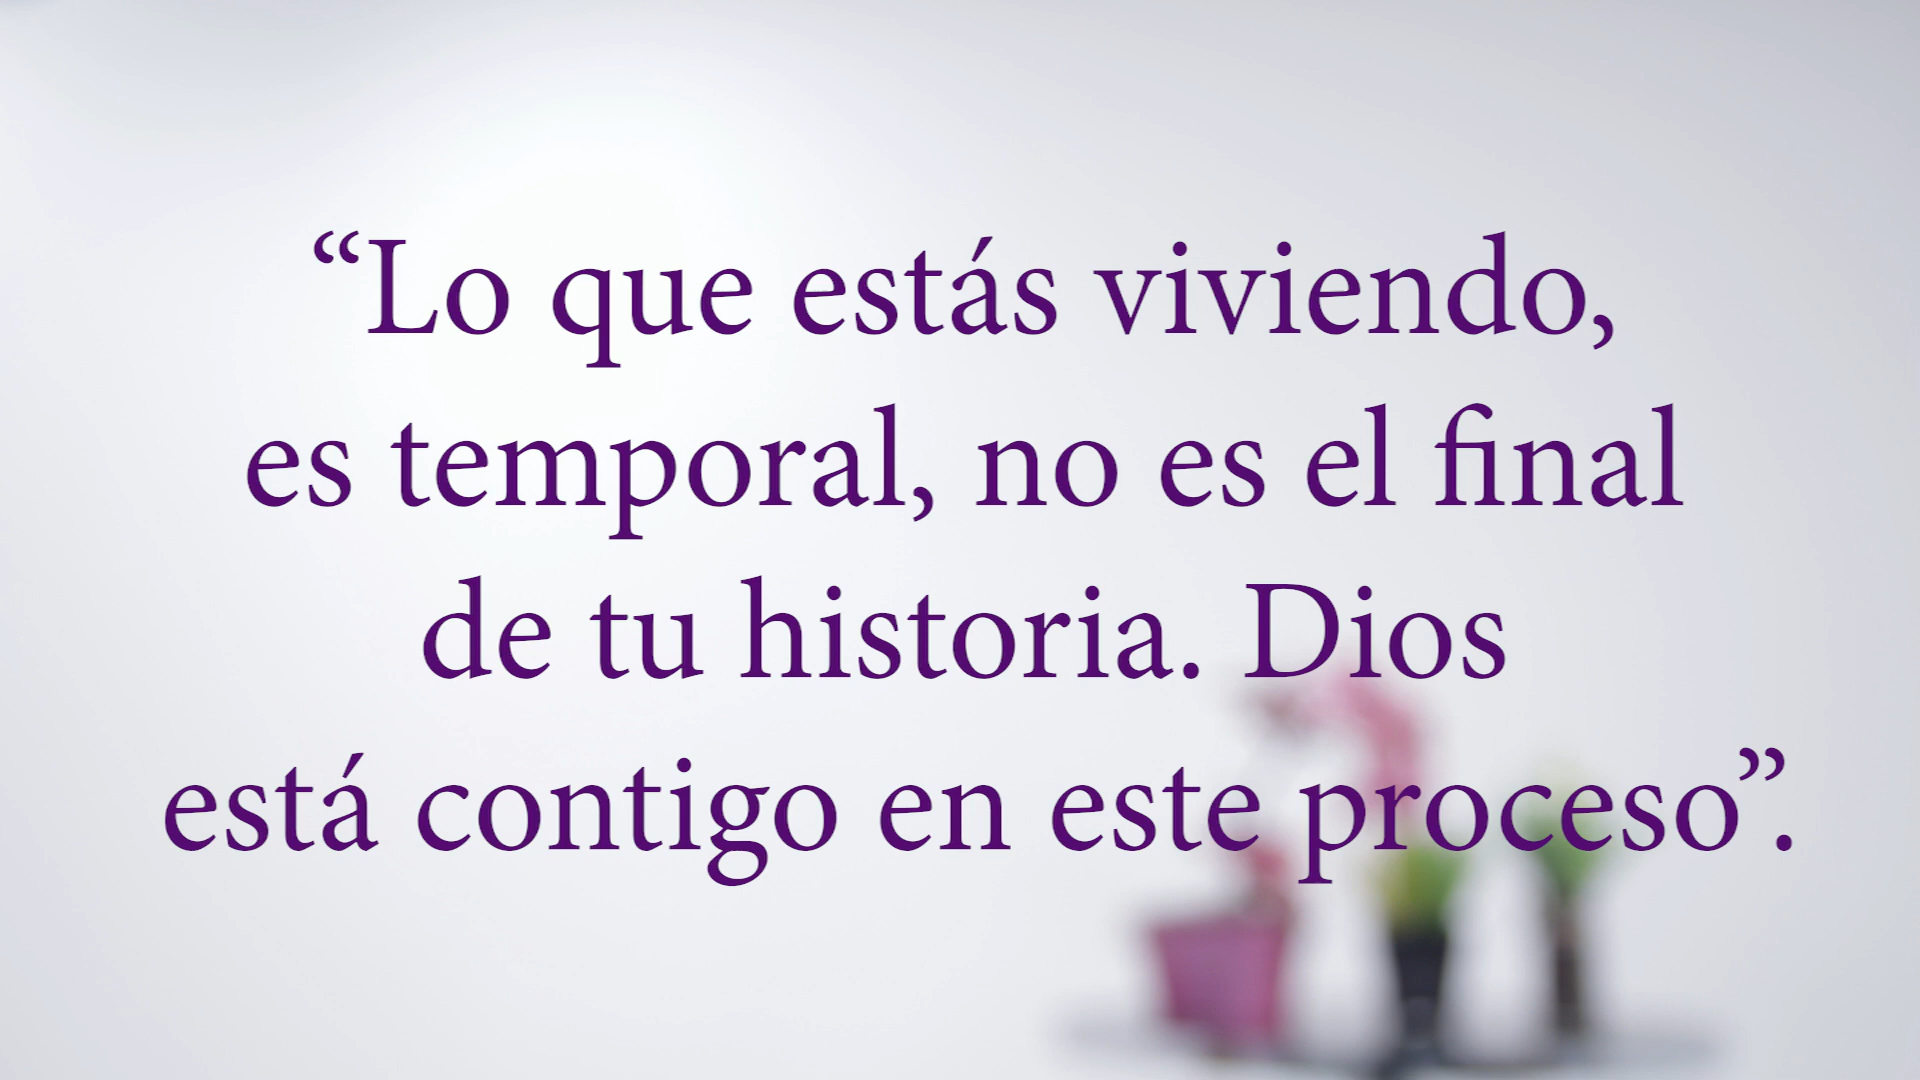 “Lo que estás viviendo,
es temporal, no es el final
de tu historia. Dios
está contigo en este proceso”.